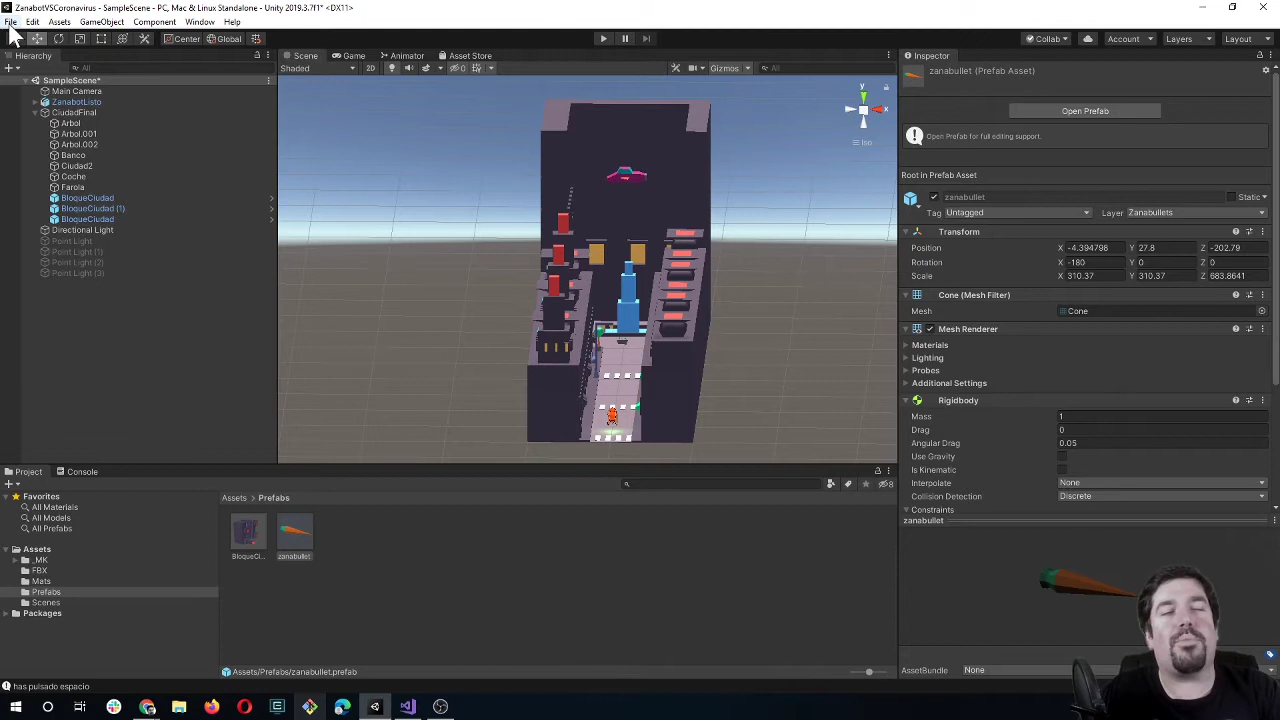 ZanabotVSCoronavirus - SampleScene - PC, Mac & Linux Standalone - Unity 2019.3.7f1* <DX11>
File Edit Assets GameObject Component Window Help
Center Global Collab Account Layers Layout
Hierarchy
All
SampleScene*
Main Camera
ZanabotListo
CiudadFinal
Arbol
Arbol.001
Arbol.002
Banco
Ciudad2
Coche
Farola
BloqueCiudad
BloqueCiudad (1)
BloqueCiudad
Directional Light
Point Light
Point Light (1)
Point Light (2)
Point Light (3)
Scene Game Animator Asset Store
Shaded 2D 0 Gizmos All
y
x
Iso
Inspector
zanabullet (Prefab Asset)
Open Prefab
Open Prefab for full editing support.
Root in Prefab Asset
zanabullet Static
Tag Untagged Layer Zanabullets
Transform
Position X -4.394798 Y 27.8 Z -202.79
Rotation X -180 Y 0 Z 0
Scale X 310.37 Y 310.37 Z 683.8641
Cone (Mesh Filter)
Mesh Cone
Mesh Renderer
Materials
Lighting
Probes
Additional Settings
Rigidbody
Mass 1
Drag 0
Angular Drag 0.05
Use Gravity
Is Kinematic
Interpolate None
Collision Detection Discrete
Constraints
zanabullet
AssetBundle None
Project Console
8
Favorites
All Materials
All Models
All Prefabs
Assets
_MK
FBX
Mats
Prefabs
Scenes
Packages
Assets > Prefabs
BloqueCi... zanabullet
Assets/Prefabs/zanabullet.prefab
has pulsado espacio